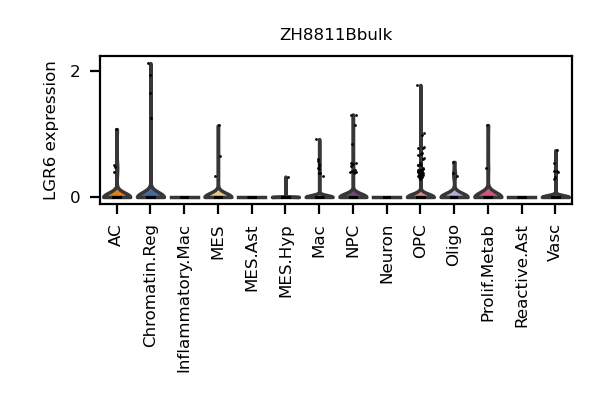 ZH8811Bbulk
LGR6 expression
2
0
AC
Chromatin.Reg
Inflammatory.Mac
MES
MES.Ast
MES.Hyp
Mac
NPC
Neuron
OPC
Oligo
Prolif.Metab
Reactive.Ast
Vasc